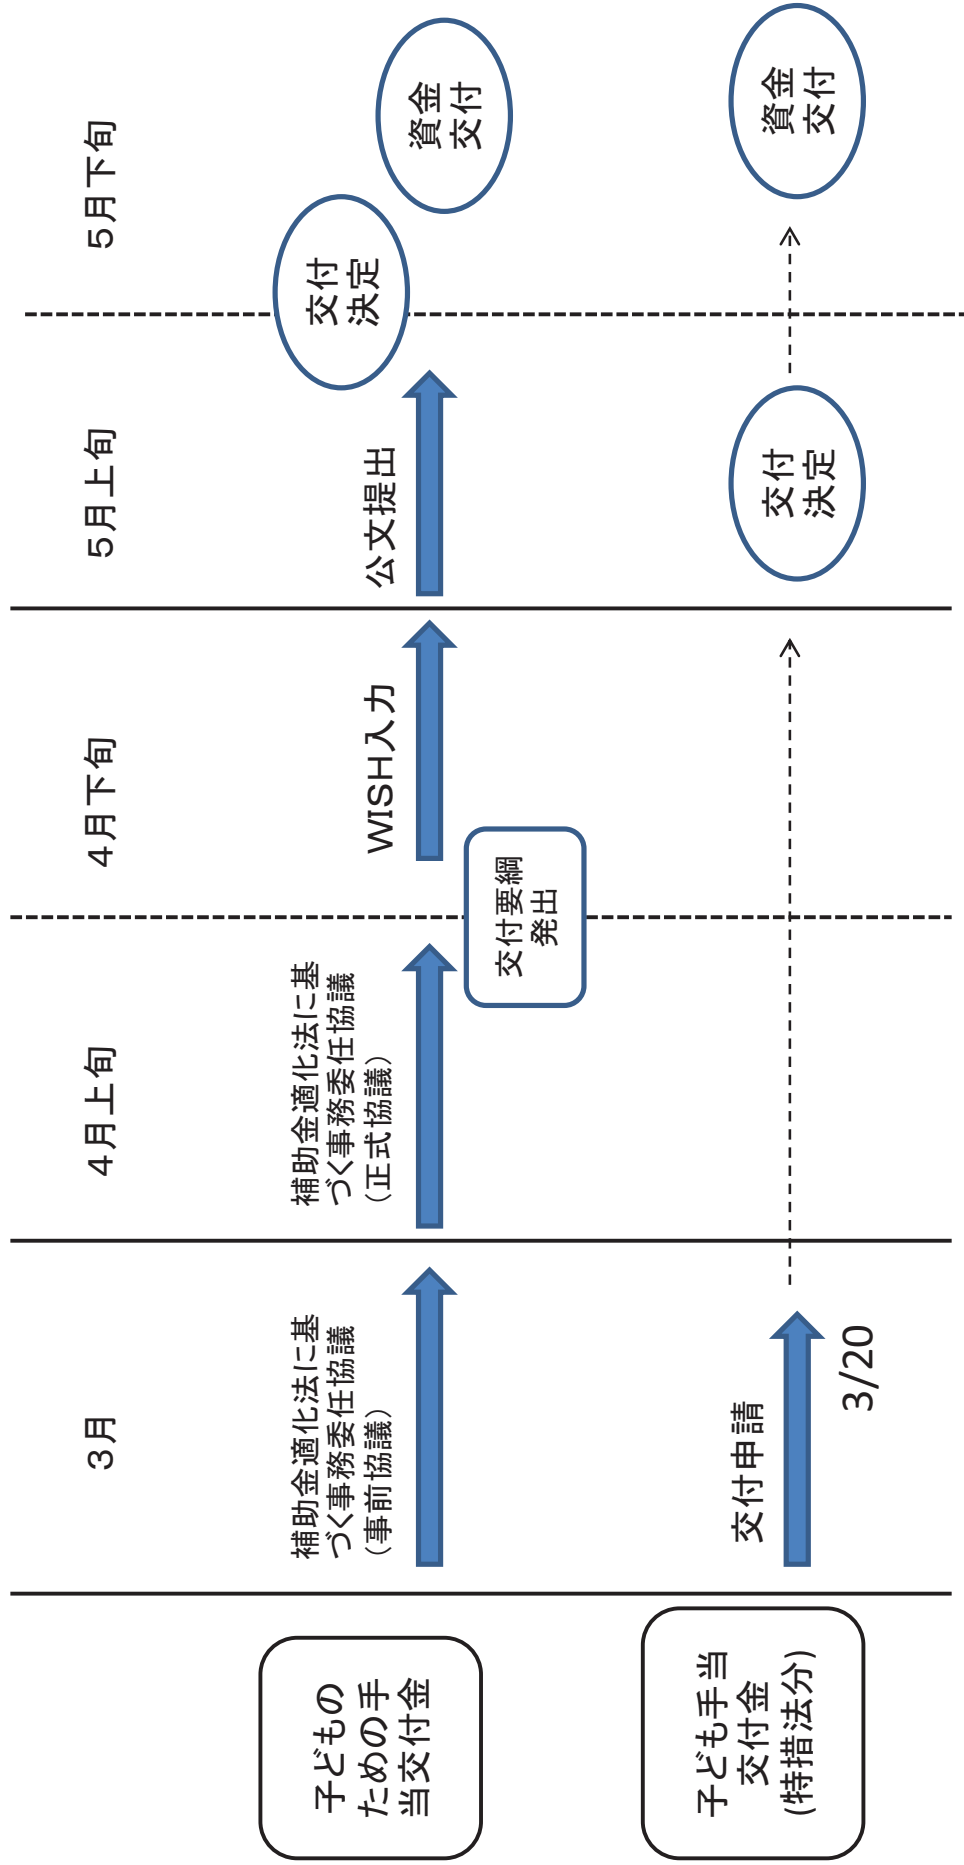 3月
4月上旬
4月下旬
5月上旬
5月下旬
子どもの
ための手
当交付金
補助金適化法に基
づく事務委任協議
（事前協議）
補助金適化法に基
づく事務委任協議
（正式協議）
交付要綱
発出
WISH入力
公文提出
交付
決定
資金
交付
子ども手当
交付金
(特措法分)
交付申請
3/20
交付
決定
資金
交付